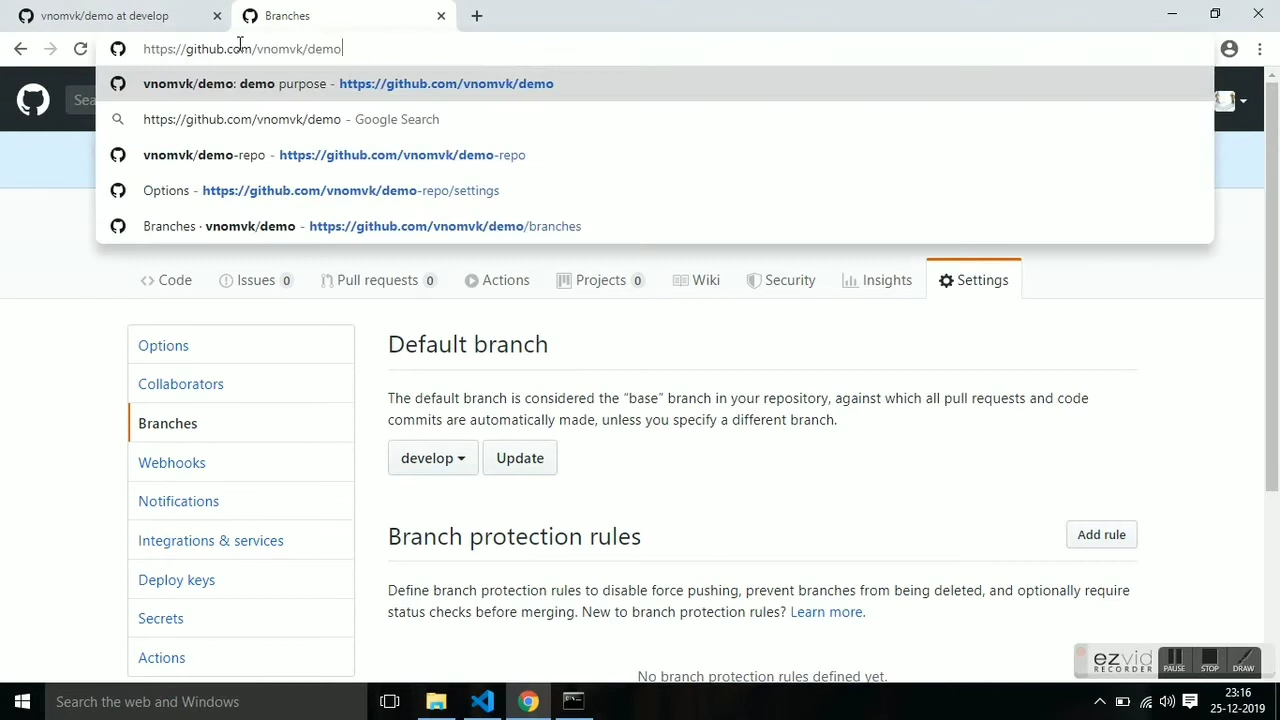 vnomvk/demo at develop
Branches
https://github.com/vnomvk/demo
vnomvk/demo: demo purpose - https://github.com/vnomvk/demo
https://github.com/vnomvk/demo - Google Search
vnomvk/demo-repo - https://github.com/vnomvk/demo-repo
Options - https://github.com/vnomvk/demo-repo/settings
Branches · vnomvk/demo - https://github.com/vnomvk/demo/branches
Sea
Code Issues 0 Pull requests 0 Actions Projects 0 Wiki Security Insights Settings
Options
Collaborators
Branches
Webhooks
Notifications
Integrations & services
Deploy keys
Secrets
Actions
Default branch
The default branch is considered the “base” branch in your repository, against which all pull requests and code
commits are automatically made, unless you specify a different branch.
develop Update
Branch protection rules
Add rule
Define branch protection rules to disable force pushing, prevent branches from being deleted, and optionally require
status checks before merging. New to branch protection rules? Learn more.
No branch protection rules defined yet.
ezvid
RECORDER
PAUSE STOP DRAW
Search the web and Windows
23:16
25-12-2019